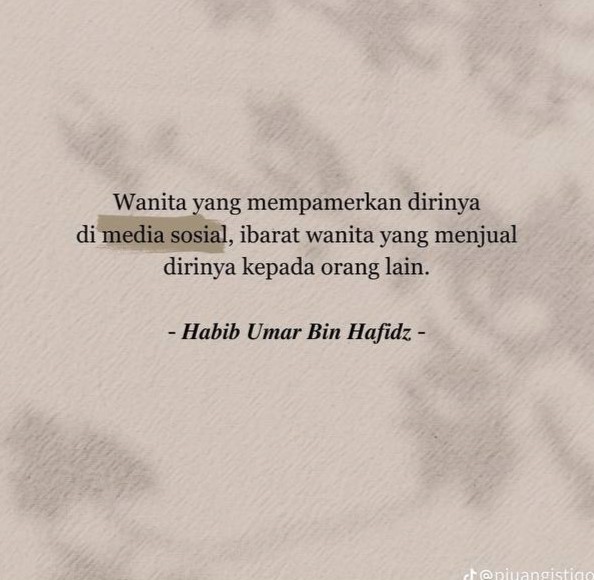 Wanita yang mempamerkan dirinya
di media sosial, ibarat wanita yang menjual
dirinya kepada orang lain.
- Habib Umar Bin Hafidz -